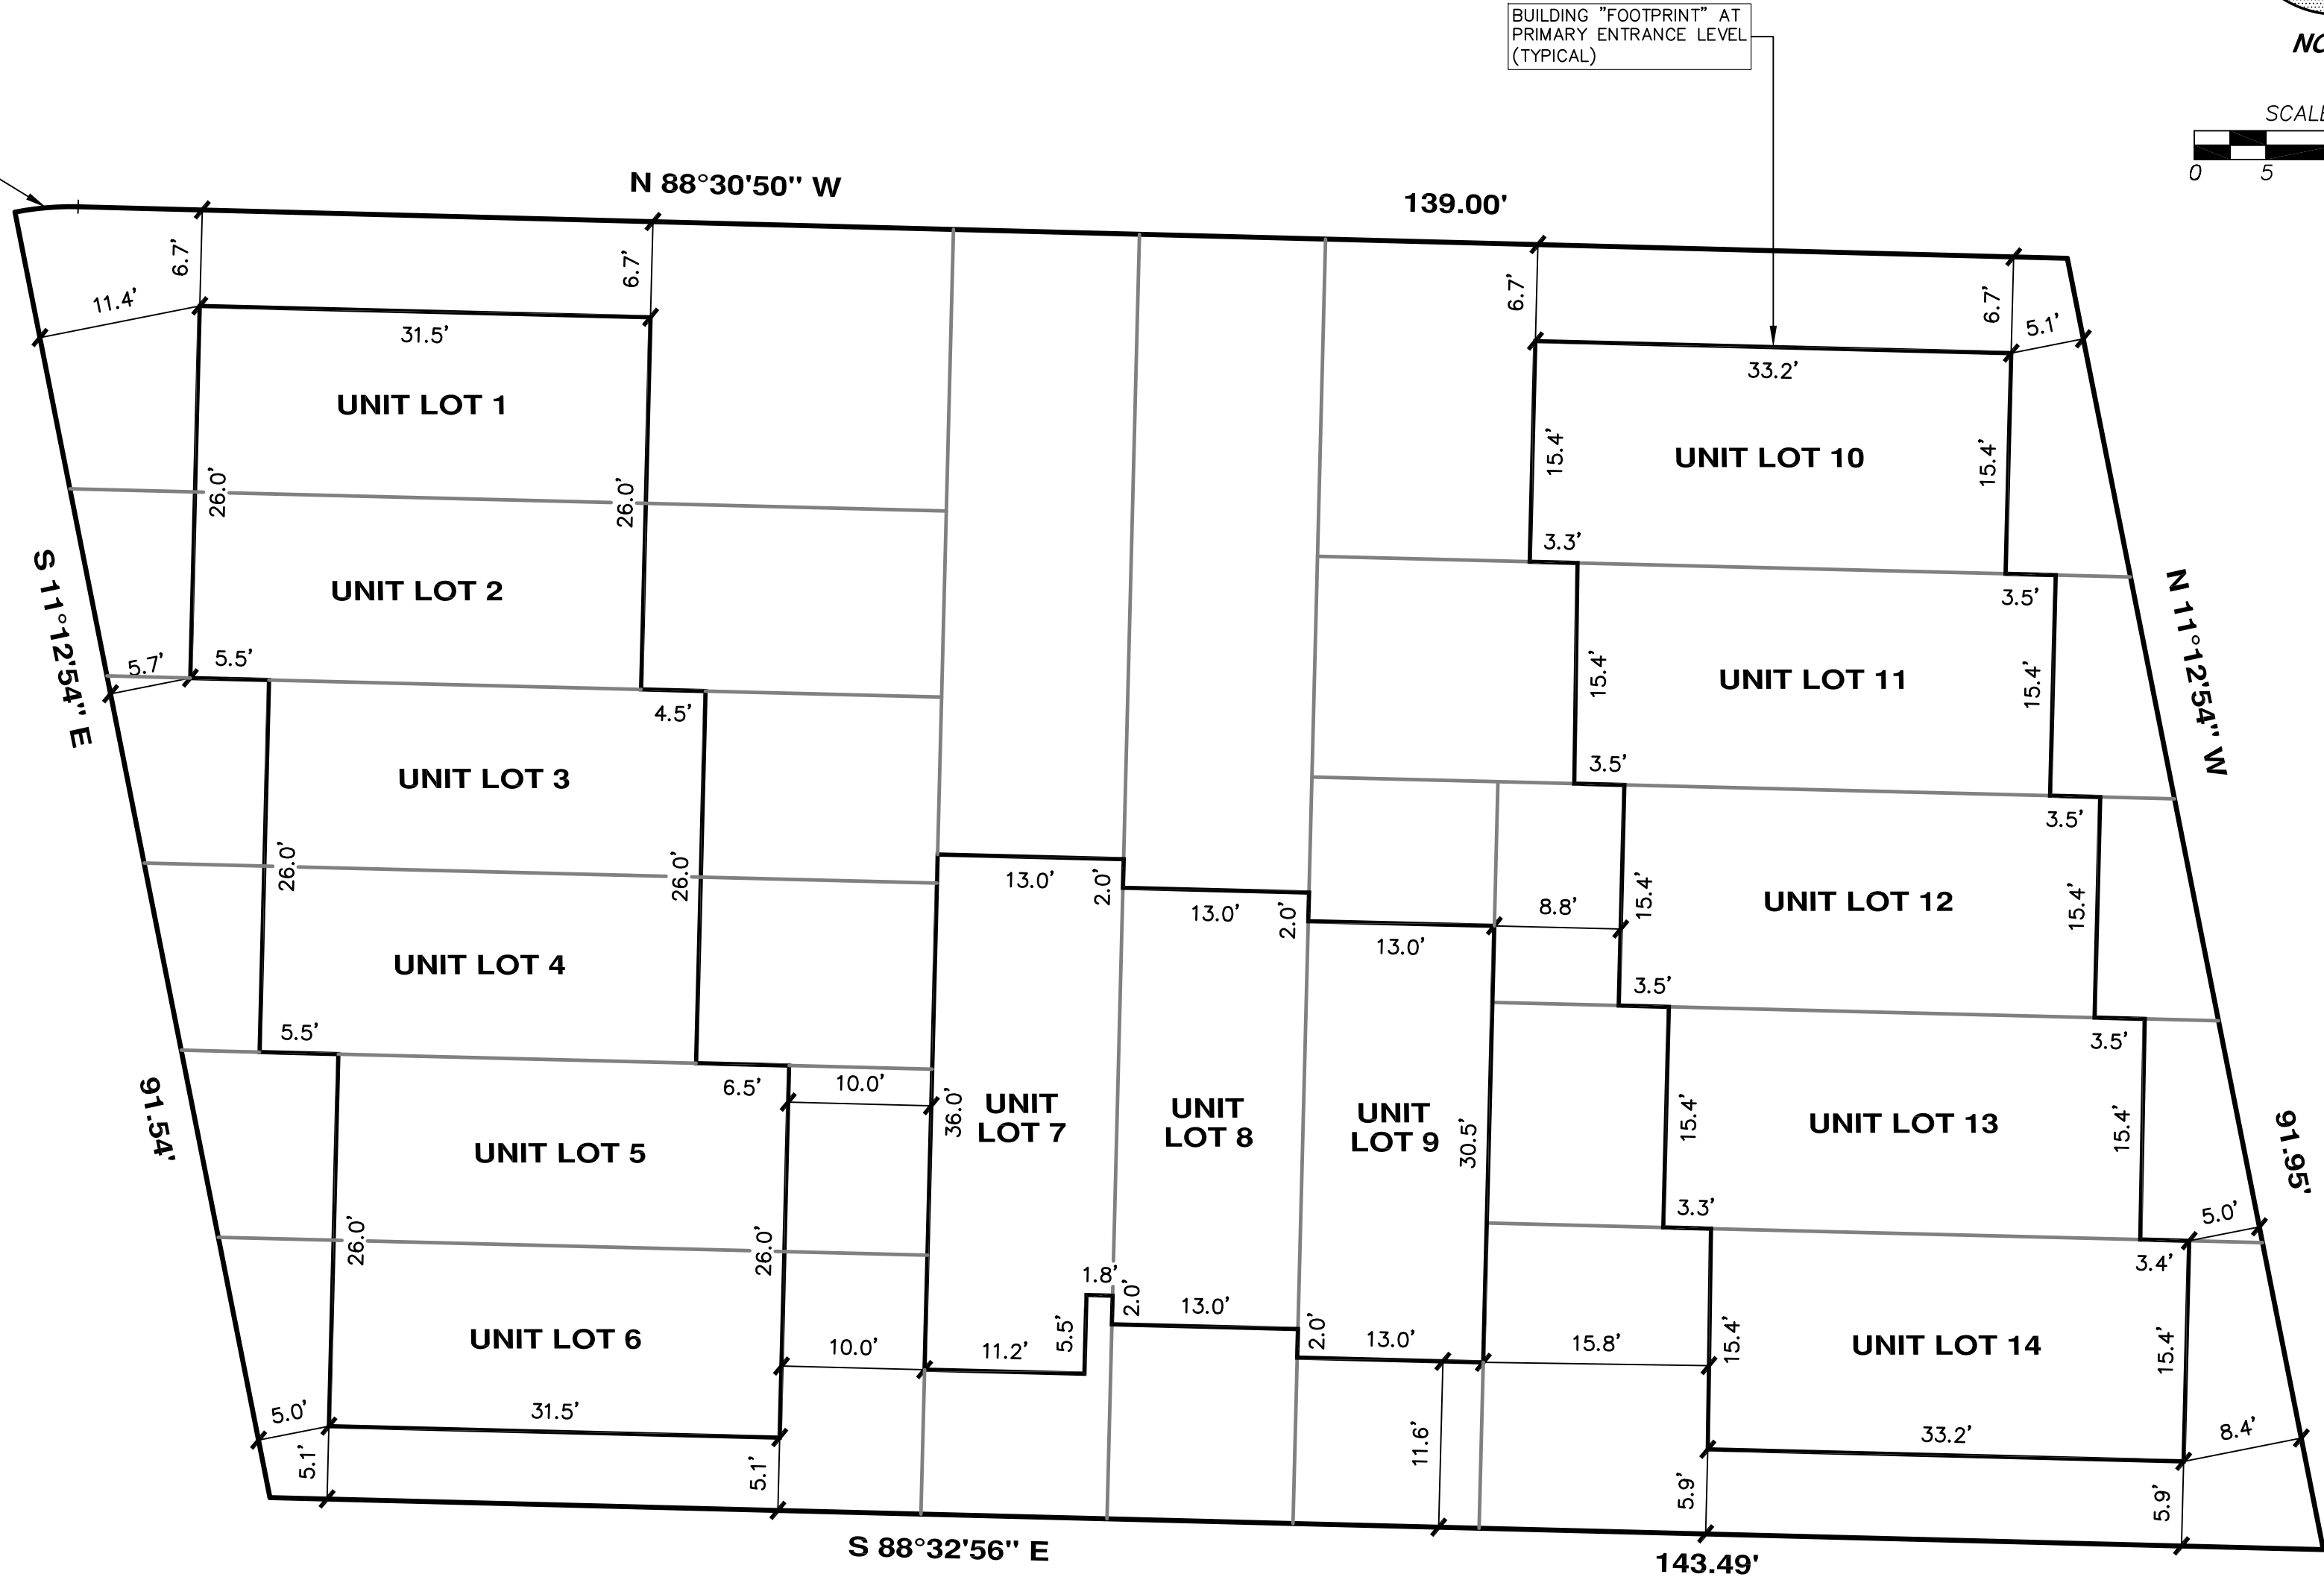 BUILDING "FOOTPRINT" AT
PRIMARY ENTRANCE LEVEL
(TYPICAL)
SCALE
0 5
N 88°30'50" W
139.00'
6.7'
6.7'
6.7'
6.7'
11.4'
5.1'
31.5'
33.2'
UNIT LOT 1
UNIT LOT 10
15.4'
15.4'
26.0'
26.0'
3.3'
3.5'
UNIT LOT 2
S 11°12'54" E
N 11°12'54" W
5.7'
5.5'
4.5'
15.4'
UNIT LOT 11
15.4'
3.5'
3.5'
UNIT LOT 3
26.0'
26.0'
13.0'
2.0'
13.0'
2.0'
13.0'
8.8'
15.4'
UNIT LOT 12
15.4'
UNIT LOT 4
3.5'
3.5'
5.5'
6.5'
10.0'
91.54'
36.0'
UNIT
LOT 7
UNIT
LOT 8
UNIT
LOT 9
30.5'
15.4'
UNIT LOT 13
15.4'
91.95'
UNIT LOT 5
3.3'
5.0'
3.4'
26.0'
26.0'
1.8'
2.0'
13.0'
5.5'
2.0'
13.0'
UNIT LOT 6
10.0'
11.2'
15.8'
15.4'
UNIT LOT 14
15.4'
5.0'
31.5'
33.2'
8.4'
5.1'
5.1'
11.6'
5.9'
5.9'
S 88°32'56" E
143.49'